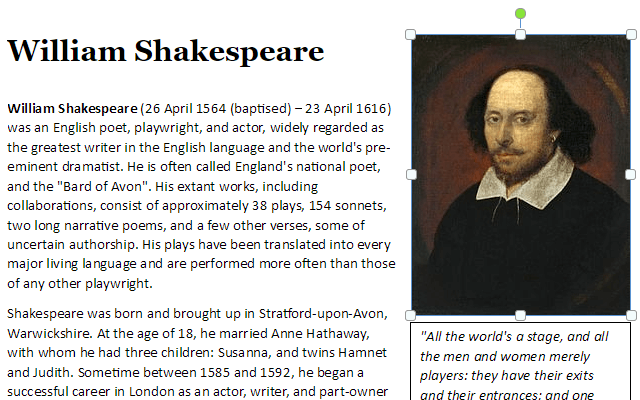 William Shakespeare
William Shakespeare (26 April 1564 (baptised) – 23 April 1616)
was an English poet, playwright, and actor, widely regarded as
the greatest writer in the English language and the world's pre-
eminent dramatist. He is often called England's national poet,
and the "Bard of Avon". His extant works, including
collaborations, consist of approximately 38 plays, 154 sonnets,
two long narrative poems, and a few other verses, some of
uncertain authorship. His plays have been translated into every
major living language and are performed more often than those
of any other playwright.
Shakespeare was born and brought up in Stratford-upon-Avon,
Warwickshire. At the age of 18, he married Anne Hathaway,
with whom he had three children: Susanna, and twins Hamnet
and Judith. Sometime between 1585 and 1592, he began a
successful career in London as an actor, writer, and part-owner
"All the world's a stage, and all
the men and women merely
players: they have their exits
and their entrances; and one